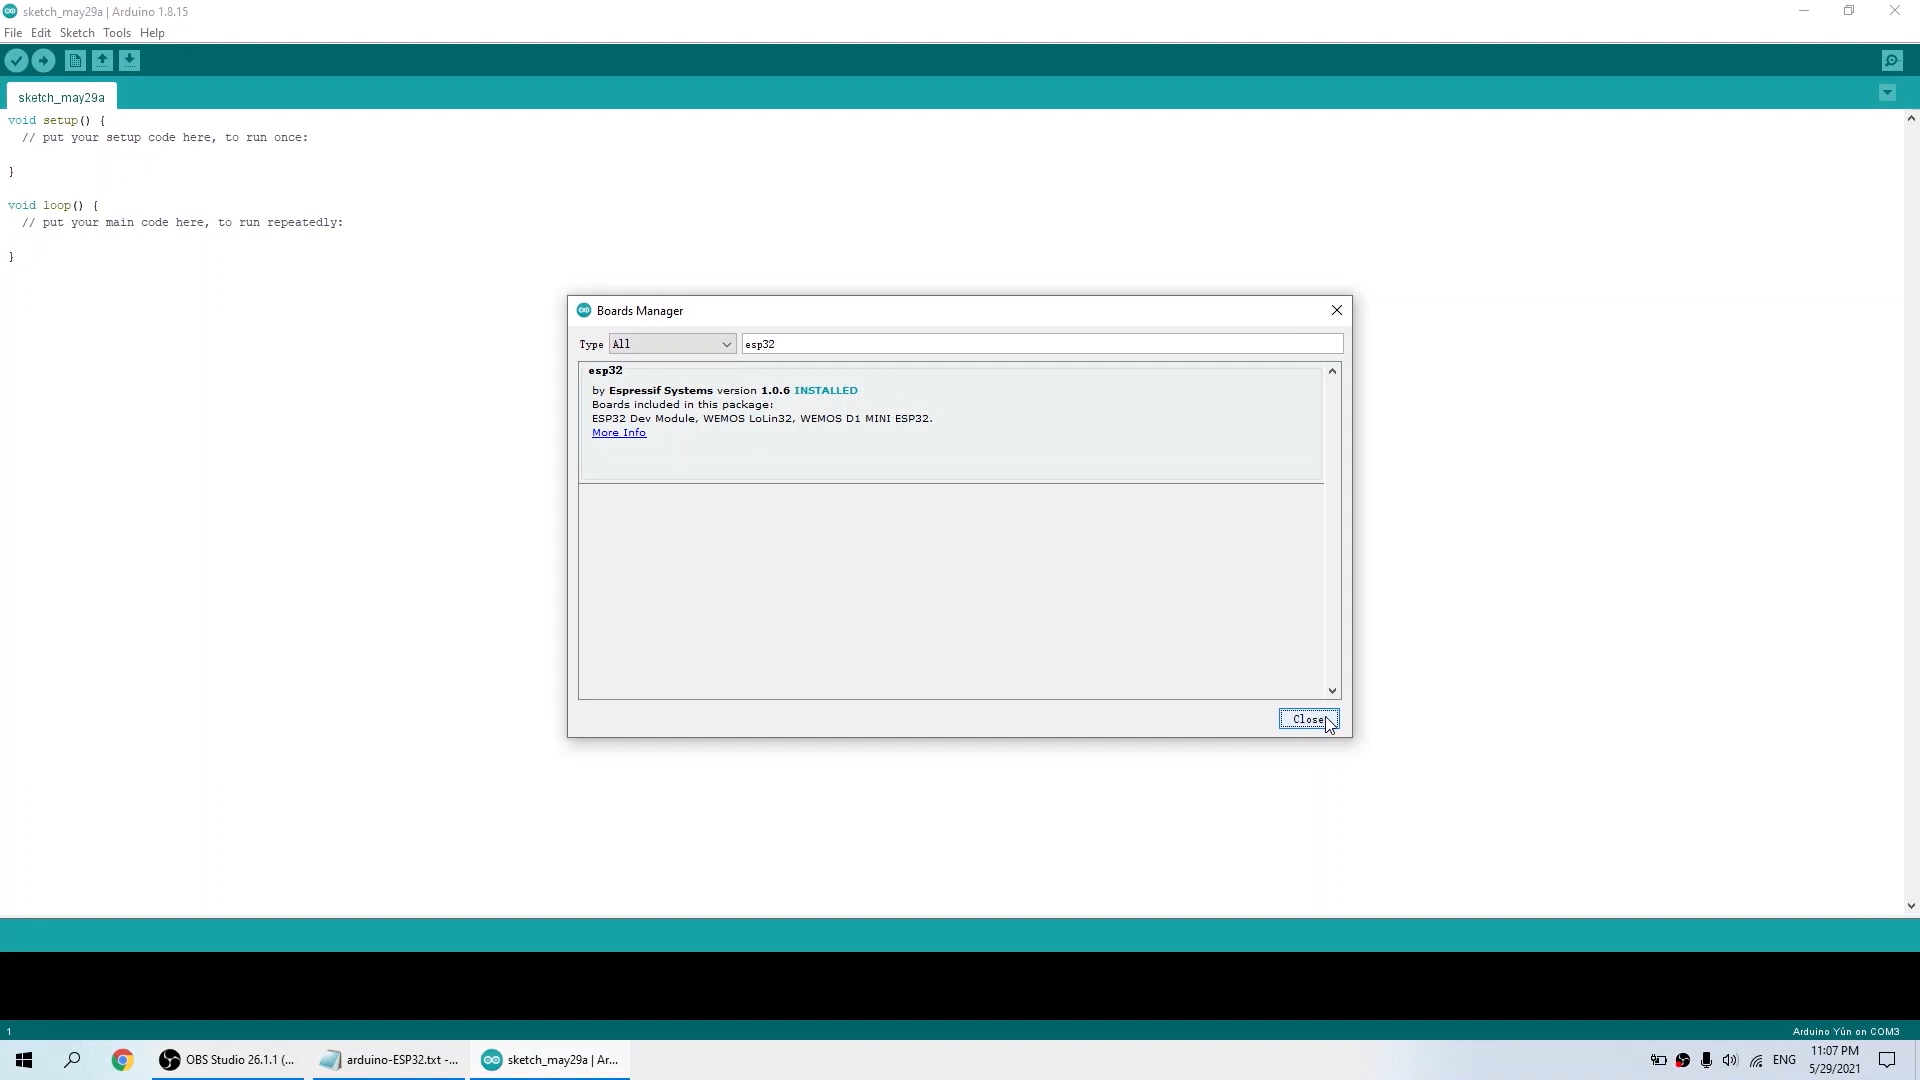 sketch_may29a | Arduino 1.8.15
File Edit Sketch Tools Help
sketch_may29a
void setup() {
// put your setup code here, to run once:
}
void loop() {
// put your main code here, to run repeatedly:
}
Boards Manager
Type All esp32
esp32
by Espressif Systems version 1.0.6 INSTALLED
Boards included in this package:
ESP32 Dev Module, WEMOS LoLin32, WEMOS D1 MINI ESP32.
More Info
Close
1 Arduino Yún on COM3
OBS Studio 26.1.1 (... arduino-ESP32.txt -... sketch_may29a | Ar... ENG 11:07 PM
5/29/2021